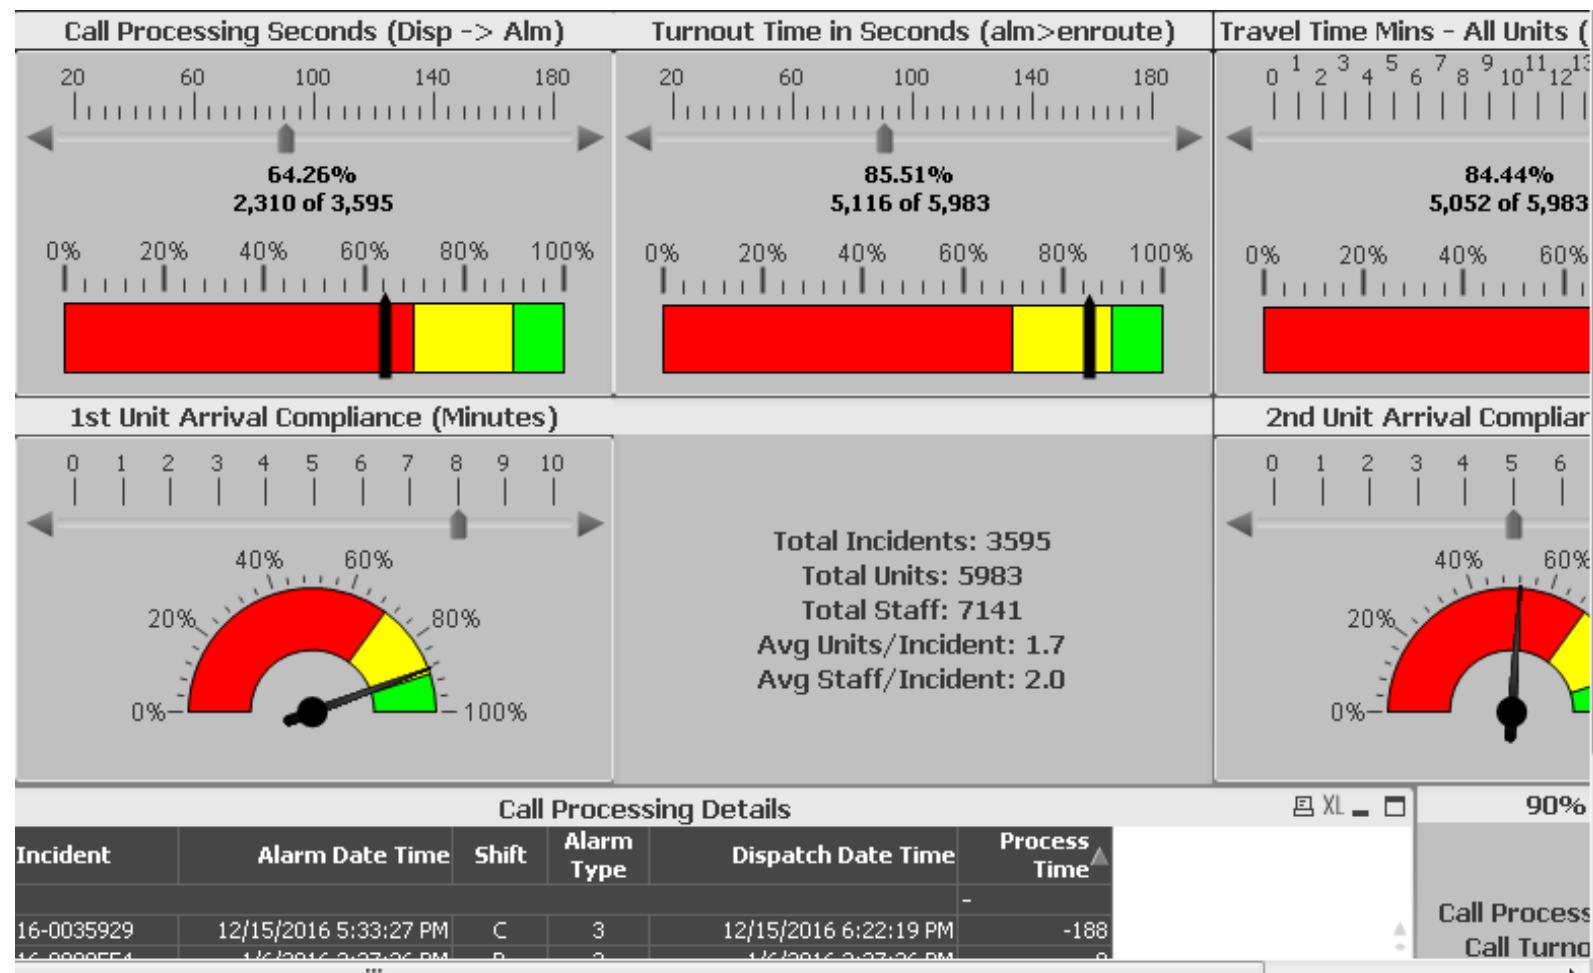 Call Processing Seconds (Disp -> Alm)
Turnout Time in Seconds (alm>enroute)
Travel Time Mins - All Units (
20 60 100 140 180
20 60 100 140 180
0 1 2 3 4 5 6 7 8 9 10 11 12 13
64.26%
2,310 of 3,595
85.51%
5,116 of 5,983
84.44%
5,052 of 5,983
0% 20% 40% 60% 80% 100%
0% 20% 40% 60% 80% 100%
0% 20% 40% 60%
1st Unit Arrival Compliance (Minutes)
2nd Unit Arrival Complian
0 1 2 3 4 5 6 7 8 9 10
0 1 2 3 4 5 6
0% 20% 40% 60% 80% 100%
Total Incidents: 3595
Total Units: 5983
Total Staff: 7141
Avg Units/Incident: 1.7
Avg Staff/Incident: 2.0
0% 20% 40% 60%
Call Processing Details
XL
90%
Incident Alarm Date Time Shift Alarm Type Dispatch Date Time Process Time
-
16-0035929 12/15/2016 5:33:27 PM C 3 12/15/2016 6:22:19 PM -188
Call Process
Call Turno